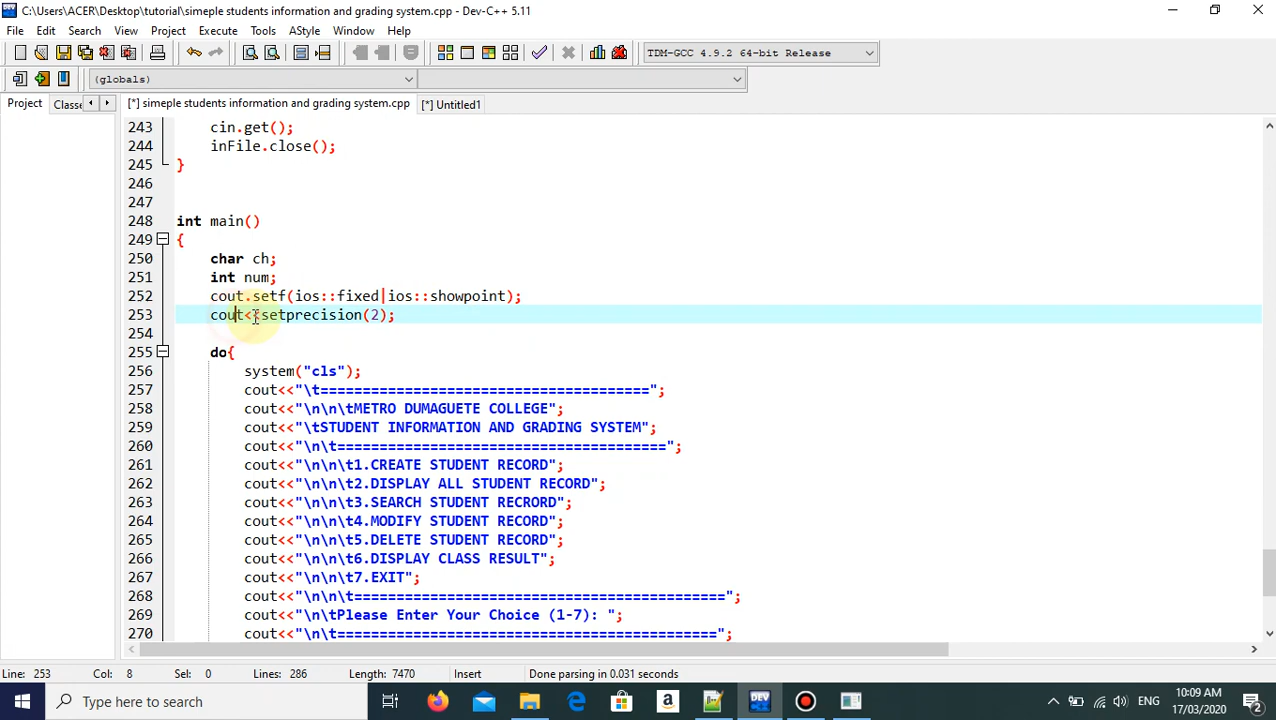 C:\Users\ACER\Desktop\tutorial\simeple students information and grading system.cpp - Dev-C++ 5.11
File Edit Search View Project Execute Tools AStyle Window Help
TDM-GCC 4.9.2 64-bit Release
(globals)
Project Classe [*] simeple students information and grading system.cpp [*] Untitled1
243 cin.get();
244 inFile.close();
245 }
246
247
248 int main()
249 {
250 char ch;
251 int num;
252 cout.setf(ios::fixed|ios::showpoint);
253 cout<<setprecision(2);
254
255 do{
256 system("cls");
257 cout<<"\t=======================================";
258 cout<<"\n\n\tMETRO DUMAGUETE COLLEGE";
259 cout<<"\tSTUDENT INFORMATION AND GRADING SYSTEM";
260 cout<<"\n\t=======================================";
261 cout<<"\n\n\t1.CREATE STUDENT RECORD";
262 cout<<"\n\n\t2.DISPLAY ALL STUDENT RECORD";
263 cout<<"\n\n\t3.SEARCH STUDENT RECRORD";
264 cout<<"\n\n\t4.MODIFY STUDENT RECORD";
265 cout<<"\n\n\t5.DELETE STUDENT RECORD";
266 cout<<"\n\n\t6.DISPLAY CLASS RESULT";
267 cout<<"\n\n\t7.EXIT";
268 cout<<"\n\t==============================================";
269 cout<<"\n\tPlease Enter Your Choice (1-7): ";
270 cout<<"\n\t=============================================";
Line: 253 Col: 8 Sel: 0 Lines: 286 Length: 7470 Insert Done parsing in 0.031 seconds
Type here to search
DEV
ENG
10:09 AM
17/03/2020
2